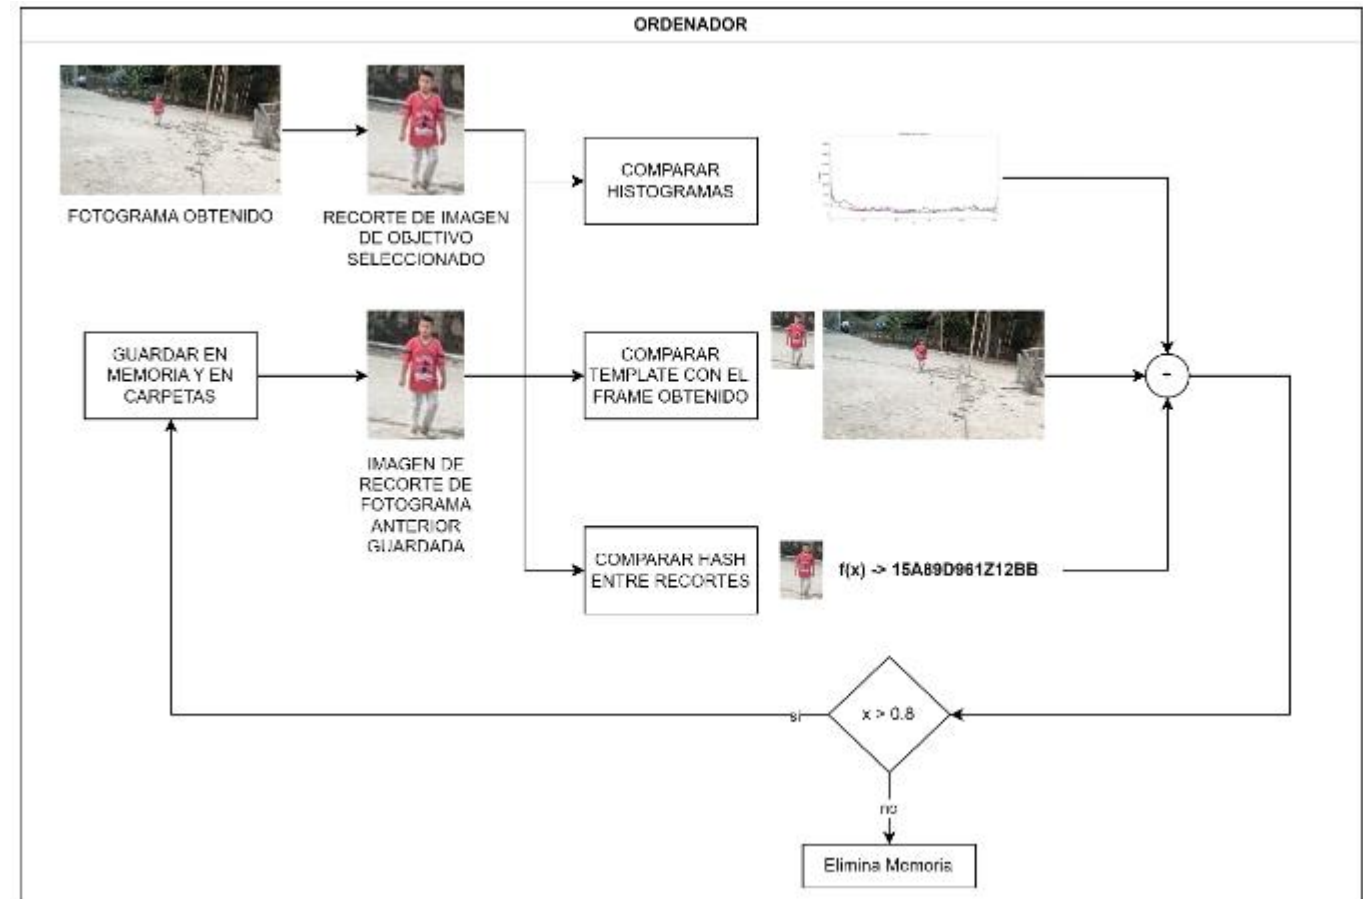 ORDENADOR
FOTOGRAMA OBTENIDO
RECORTE DE IMAGEN
DE OBJETIVO
SELECCIONADO
COMPARAR
HISTOGRAMAS
GUARDAR EN
MEMORIA Y EN
CARPETAS
IMAGEN DE
RECORTE DE
FOTOGRAMA
ANTERIOR
GUARDADA
COMPARAR
TEMPLATE CON EL
FRAME OBTENIDO
-
COMPARAR HASH
ENTRE RECORTES
f(x) -> 15A89D961Z12BB
si
x > 0.8
no
Elimina Memoria